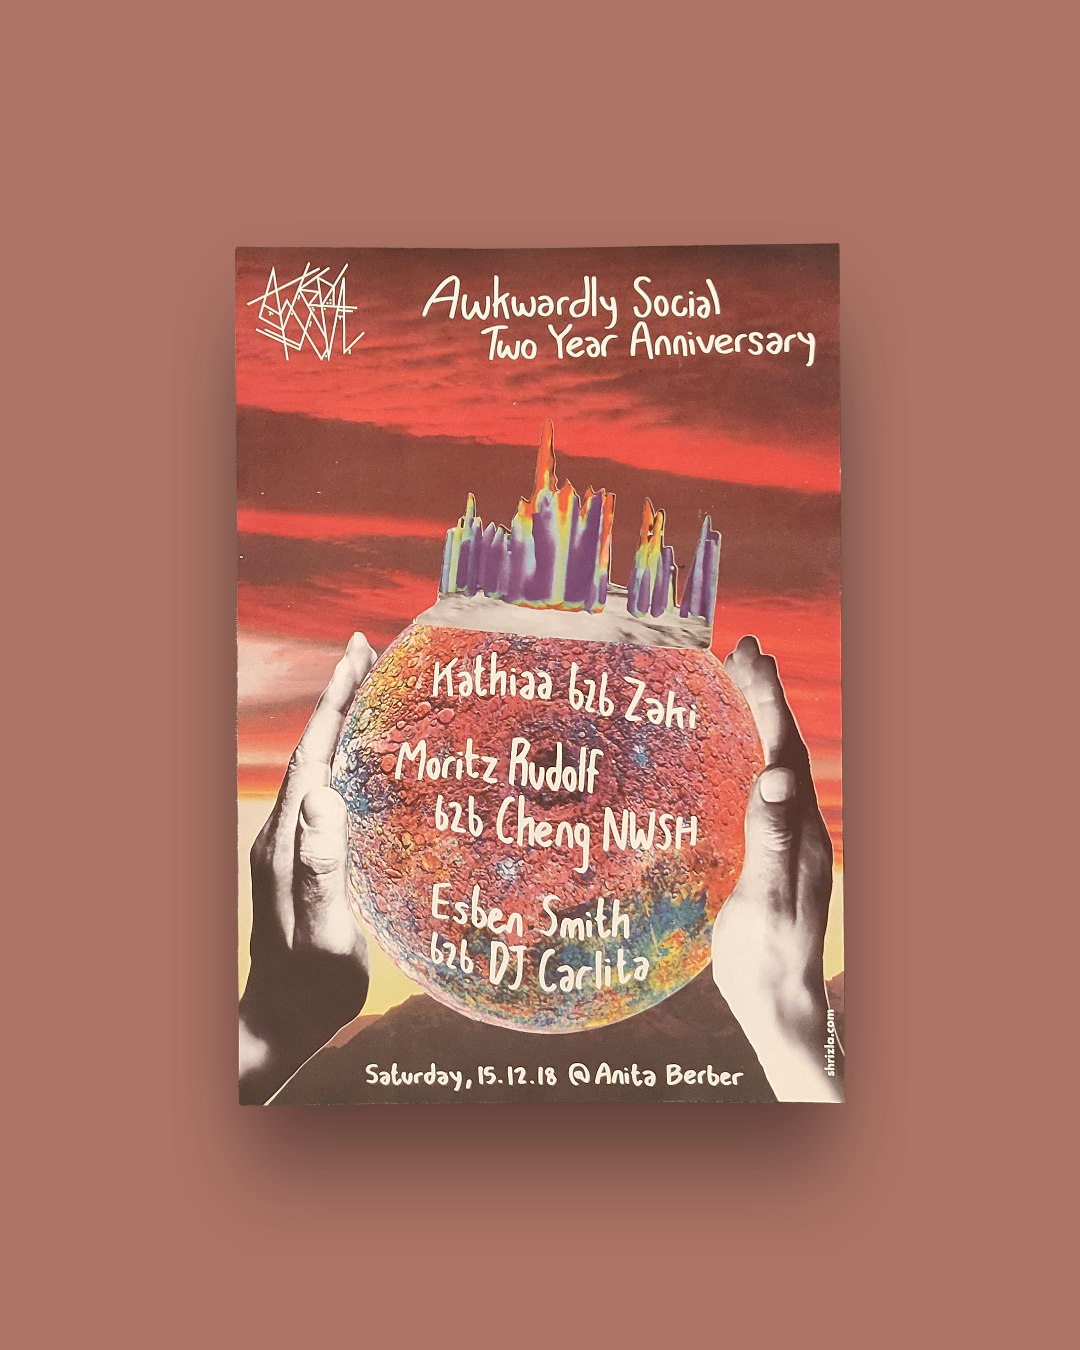 Awkwardly Social
Two Year Anniversary
Kathiaa b2b Zaki
Moritz Rudolf
b2b Cheng NWSH
Esben Smith
b2b DJ Carlita
shrizla.com
Saturday, 15.12.18 @ Anita Berber